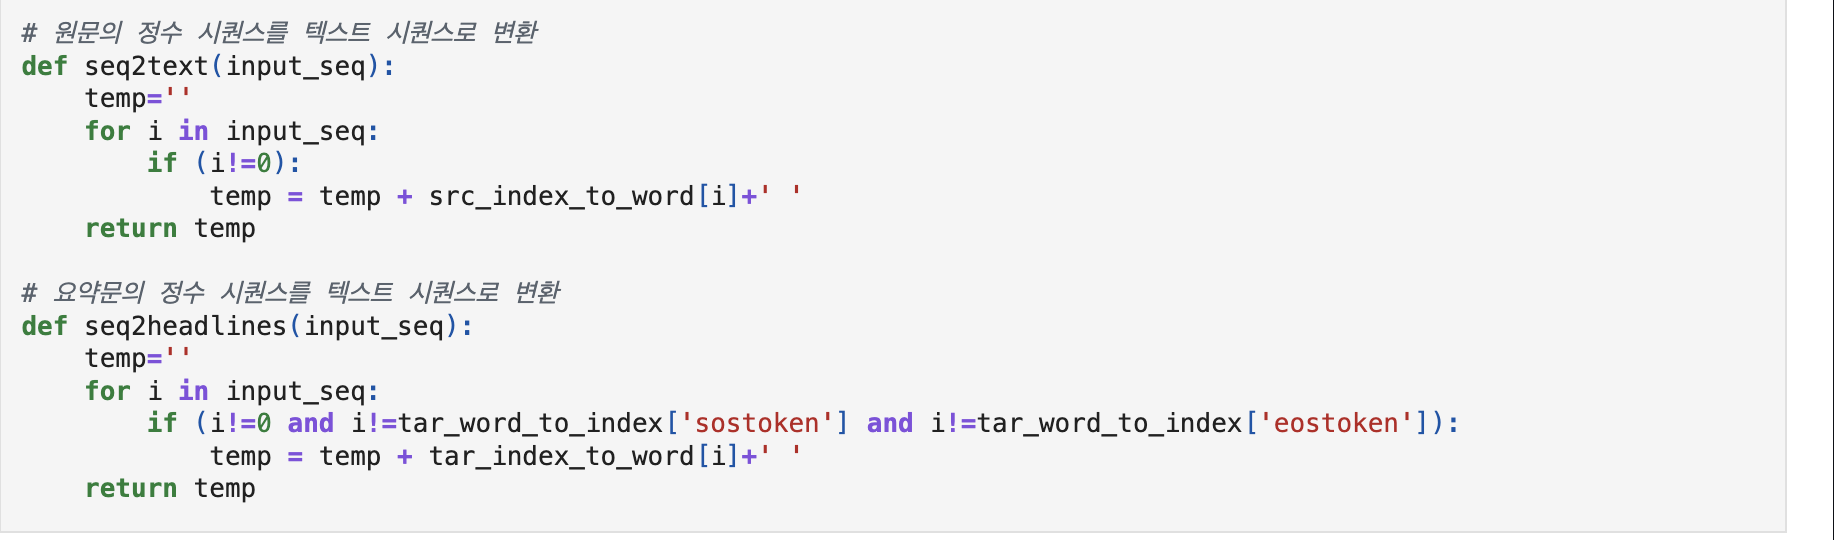 # 원문의 정수 시퀀스를 텍스트 시퀀스로 변환
def seq2text(input_seq):
    temp=''
    for i in input_seq:
        if (i!=0):
            temp = temp + src_index_to_word[i]+' '
    return temp

# 요약문의 정수 시퀀스를 텍스트 시퀀스로 변환
def seq2headlines(input_seq):
    temp=''
    for i in input_seq:
        if (i!=0 and i!=tar_word_to_index['sostoken'] and i!=tar_word_to_index['eostoken']):
            temp = temp + tar_index_to_word[i]+' '
    return temp